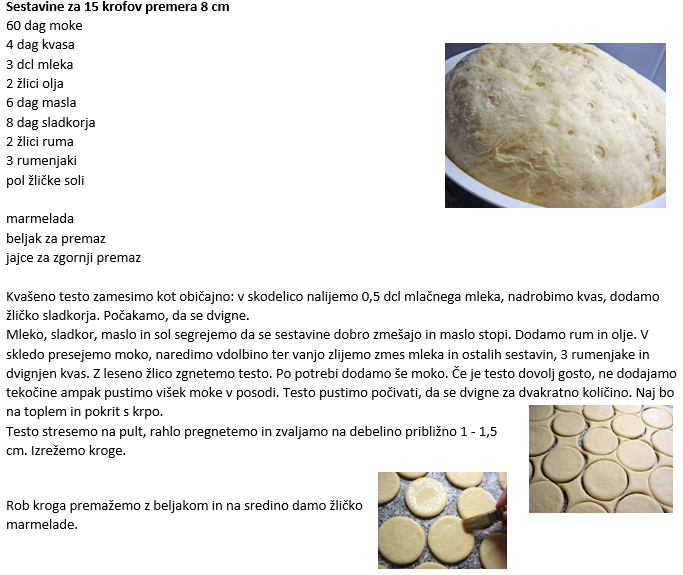 Sestavine za 15 krofov premera 8 cm
60 dag moke
4 dag kvasa
3 dcl mleka
2 žlici olja
6 dag masla
8 dag sladkorja
2 žlici ruma
3 rumenjaki
pol žličke soli
marmelada
beljak za premaz
jajce za zgornji premaz
Kvašeno testo zamesimo kot običajno: v skodelico nalijemo 0,5 dcl mlačnega mleka, nadrobimo kvas, dodamo
žličko sladkorja. Počakamo, da se dvigne.
Mleko, sladkor, maslo in sol segrejemo da se sestavine dobro zmešajo in maslo stopi. Dodamo rum in olje. V
skledo presejemo moko, naredimo vdolbino ter vanjo zlijemo zmes mleka in ostalih sestavin, 3 rumenjake in
dvignjen kvas. Z leseno žlico zgnetemo testo. Po potrebi dodamo še moko. Če je testo dovolj gosto, ne dodajamo
tekočine ampak pustimo višek moke v posodi. Testo pustimo počivati, da se dvigne za dvakratno količino. Naj bo
na toplem in pokrit s krpo.
Testo stresemo na pult, rahlo pregnetemo in zvaljamo na debelino približno 1 - 1,5
cm. Izrežemo kroge.
Rob kroga premažemo z beljakom in na sredino damo žličko
marmelade.